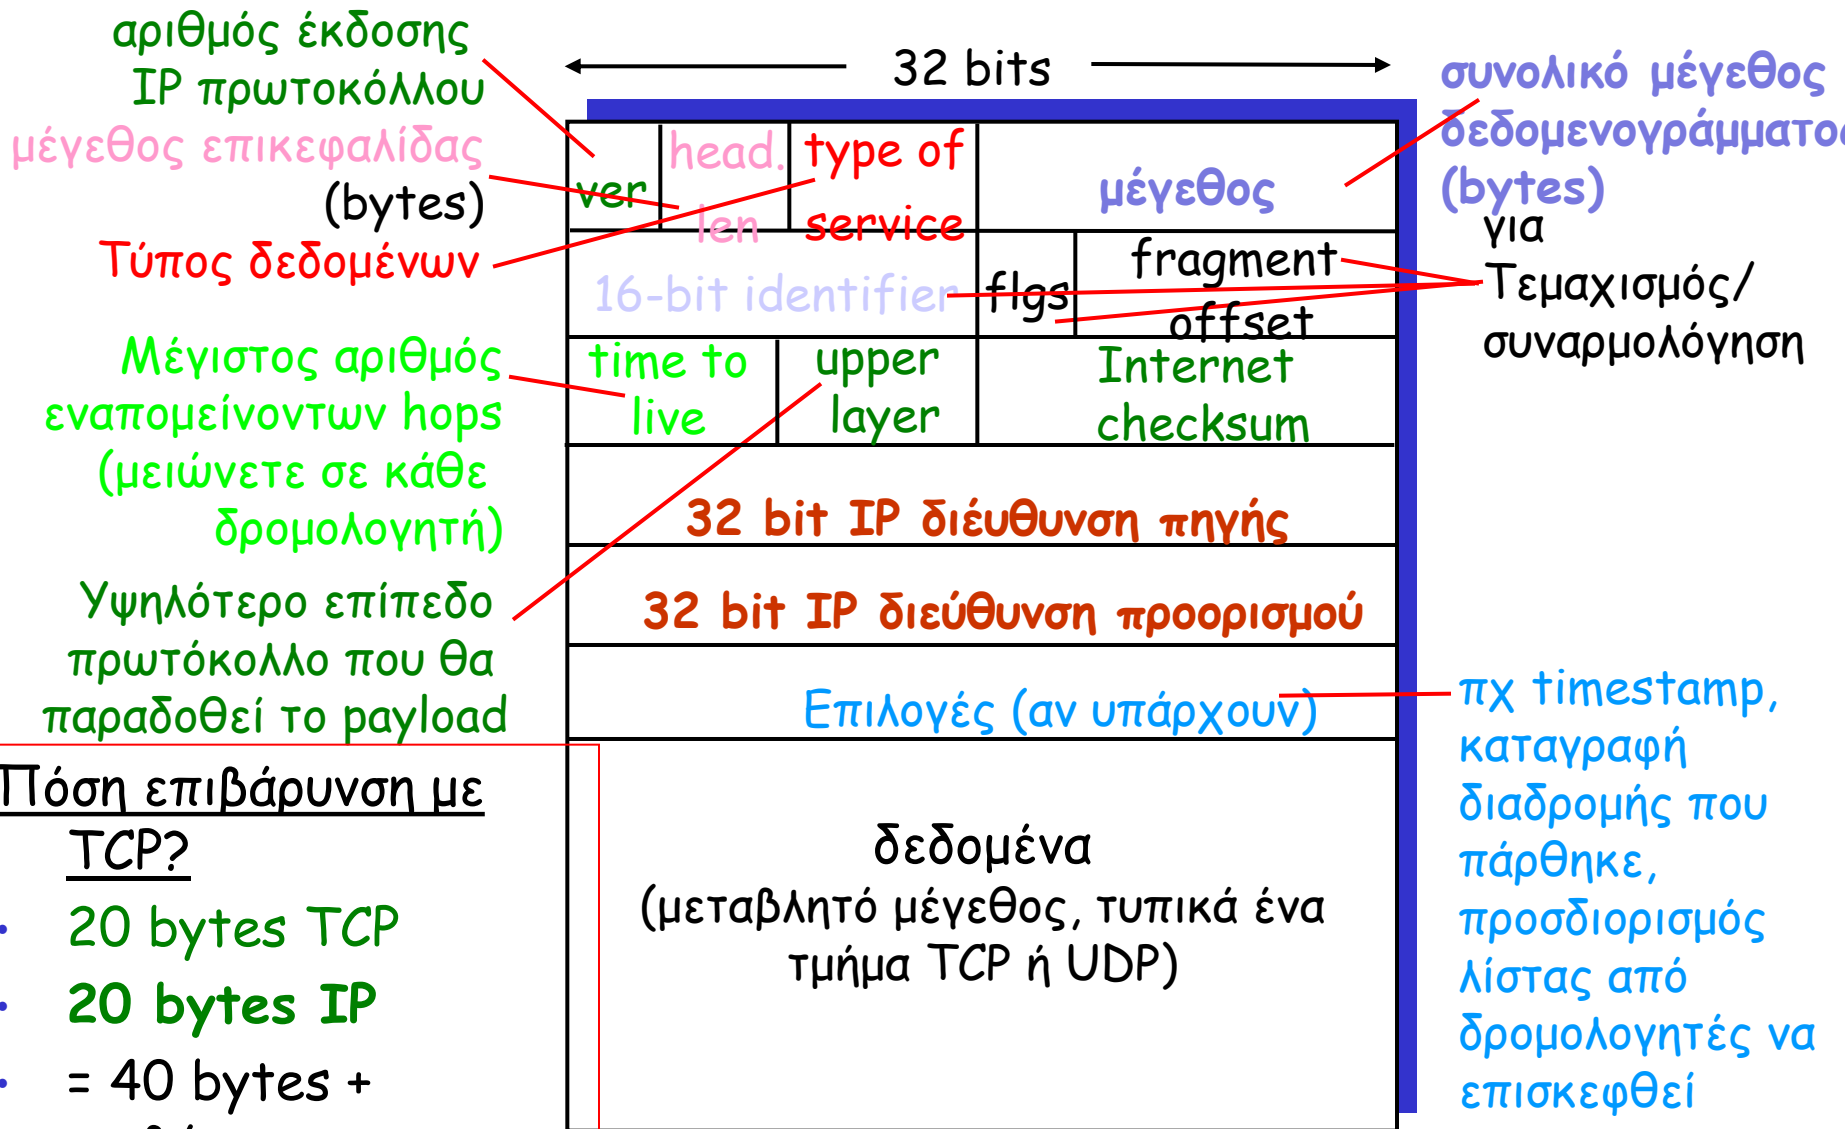 αριθμός έκδοσης
IP πρωτοκόλλου
μέγεθος επικεφαλίδας
(bytes)
Τύπος δεδομένων
Μέγιστος αριθμός
εναπομείνοντων hops
(μειώνετε σε κάθε
δρομολογητή)
Υψηλότερο επίπεδο
πρωτόκολλο που θα
παραδοθεί το payload
Πόση επιβάρυνση με
TCP?
• 20 bytes TCP
• 20 bytes IP
• = 40 bytes +
32 bits
ver
head.
len
type of
service
μέγεθος
16-bit identifier
flgs
fragment
offset
time to
live
upper
layer
Internet
checksum
32 bit IP διέυθυνση πηγής
32 bit IP διεύθυνση προορισμού
Επιλογές (αν υπάρχουν)
δεδομένα
(μεταβλητό μέγεθος, τυπικά ένα
τμήμα TCP ή UDP)
συνολικό μέγεθος
δεδομενογράμματος
(bytes)
για
Τεμαχισμός/
συναρμολόγηση
πχ timestamp,
καταγραφή
διαδρομής που
πάρθηκε,
προσδιορισμός
λίστας από
δρομολογητές να
επισκεφθεί